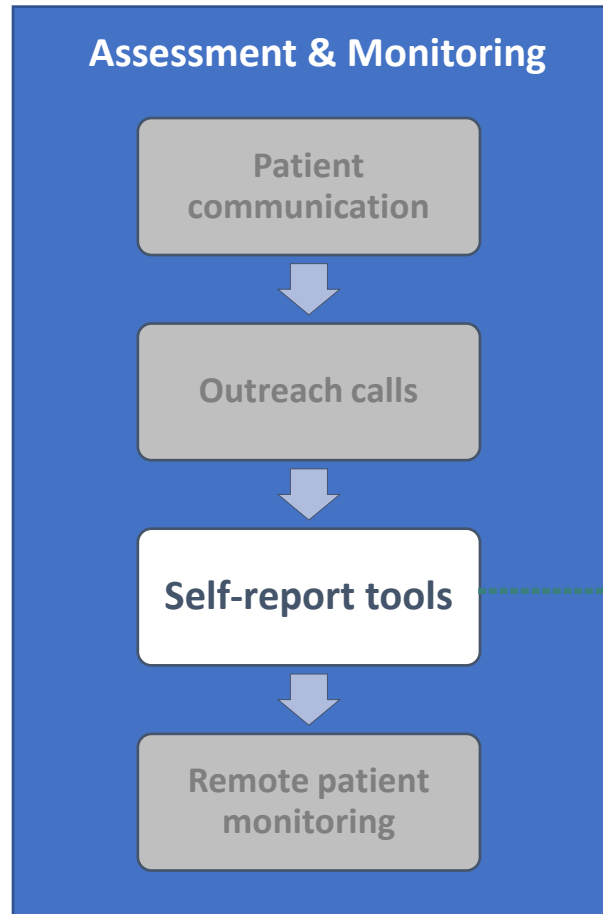 Assessment & Monitoring
Patient
communication
Outreach calls
Self-report tools
Remote patient
monitoring